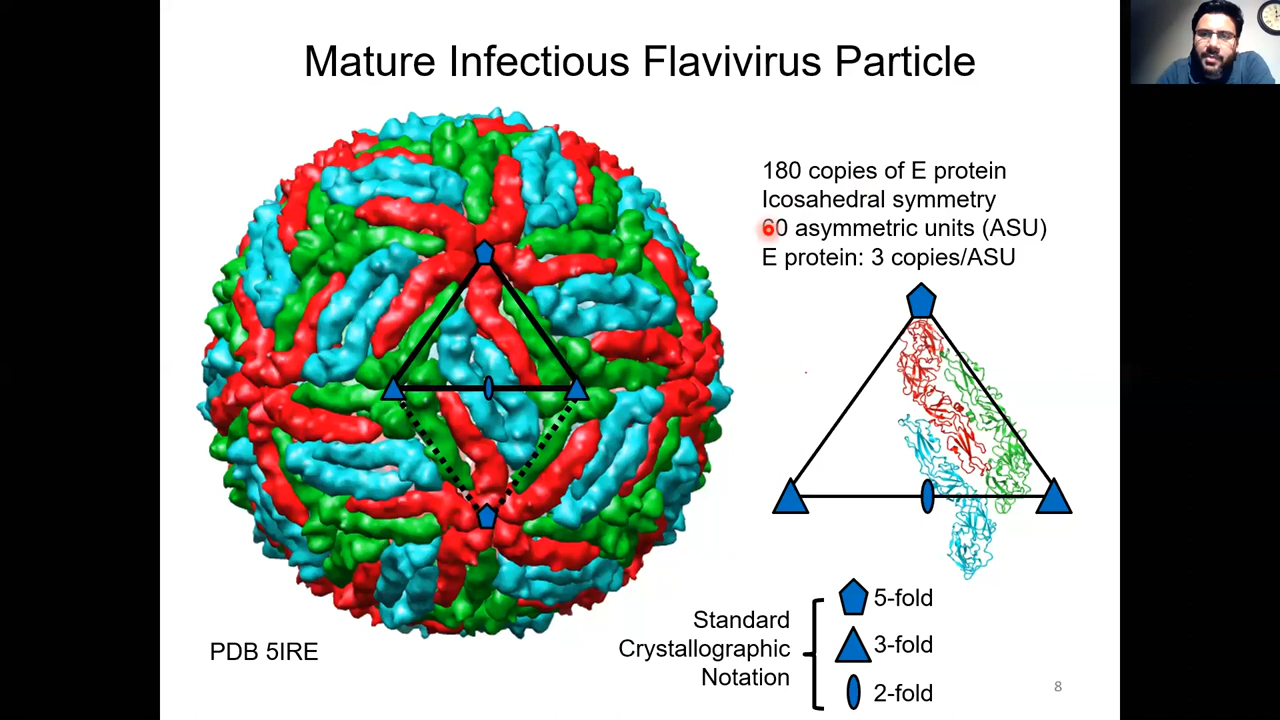 Mature Infectious Flavivirus Particle
180 copies of E protein
Icosahedral symmetry
60 asymmetric units (ASU)
E protein: 3 copies/ASU
PDB 5IRE
Standard
Crystallographic
Notation
5-fold
3-fold
2-fold
8